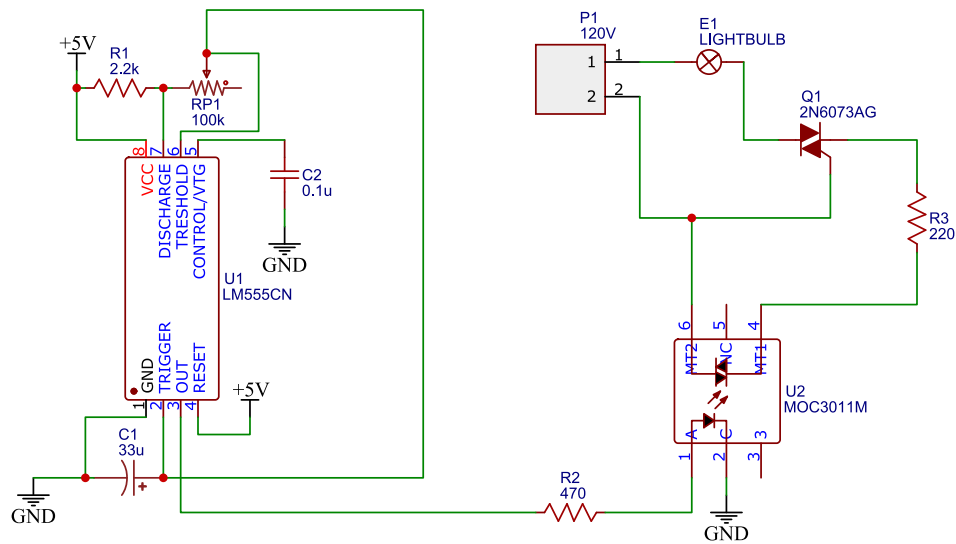 +5V
R1
2.2k
RP1
100k
8
7
6
5
VCC
DISCHARGE
TRESHOLD
CONTROL/VTG
C2
0.1u
GND
U1
LM555CN
GND
TRIGGER
OUT
RESET
1
2
3
4
+5V
C1
33u
+
GND
R2
470
P1
120V
1
1
2
2
E1
LIGHTBULB
Q1
2N6073AG
R3
220
6
5
4
MT2
NC
MT1
U2
MOC3011M
A
C
1
2
3
3
GND